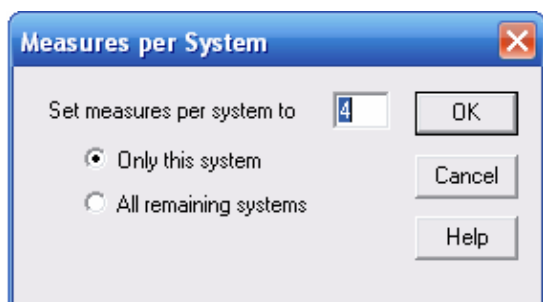 Measures per System
Set measures per system to 4 OK
Only this system
Cancel
All remaining systems
Help